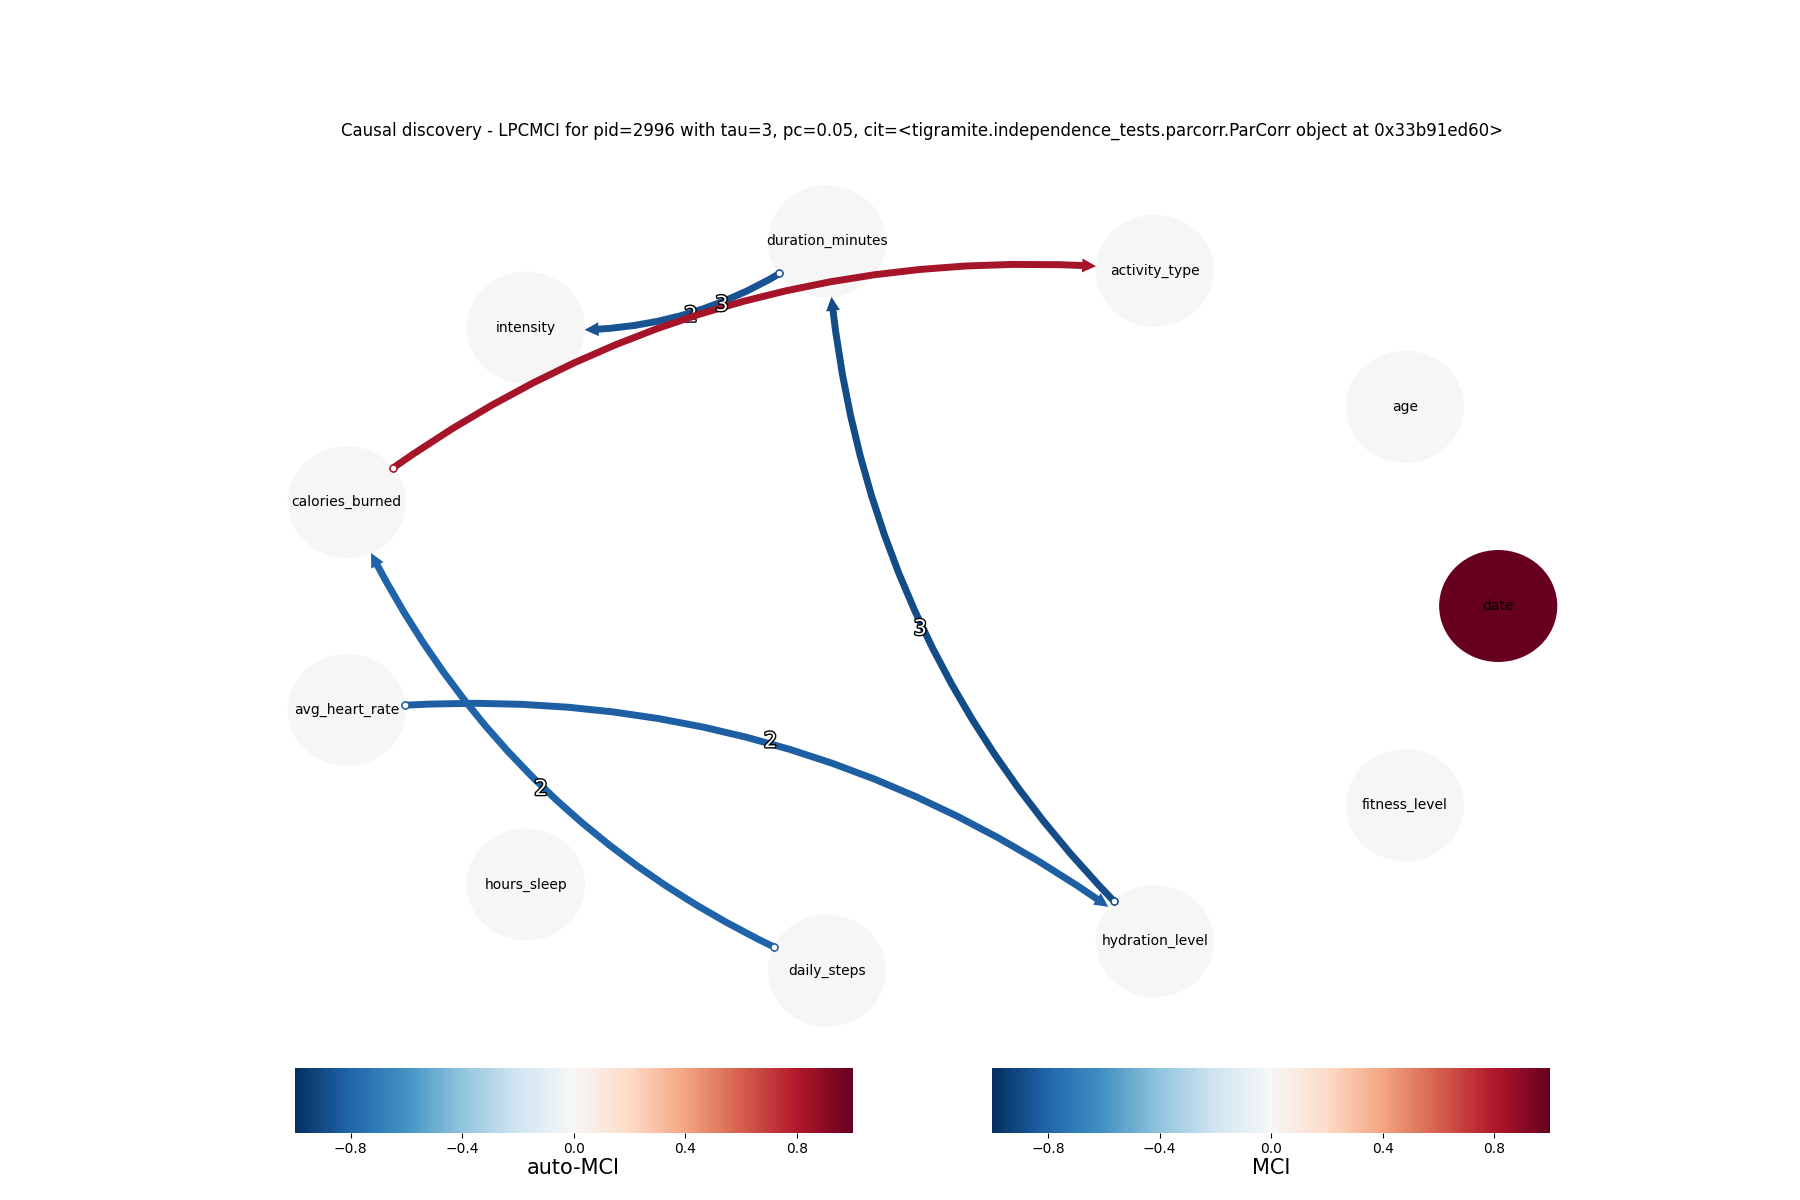 Causal discovery - LPCMCI for pid=2996 with tau=3, pc=0.05, cit=<tigramite.independence_tests.parcorr.ParCorr object at 0x33b91ed60>
duration_minutes
activity_type
2
3
intensity
age
calories_burned
date
3
avg_heart_rate
2
2
fitness_level
hours_sleep
hydration_level
daily_steps
−0.8 −0.4 0.0 0.4 0.8
auto-MCI
−0.8 −0.4 0.0 0.4 0.8
MCI